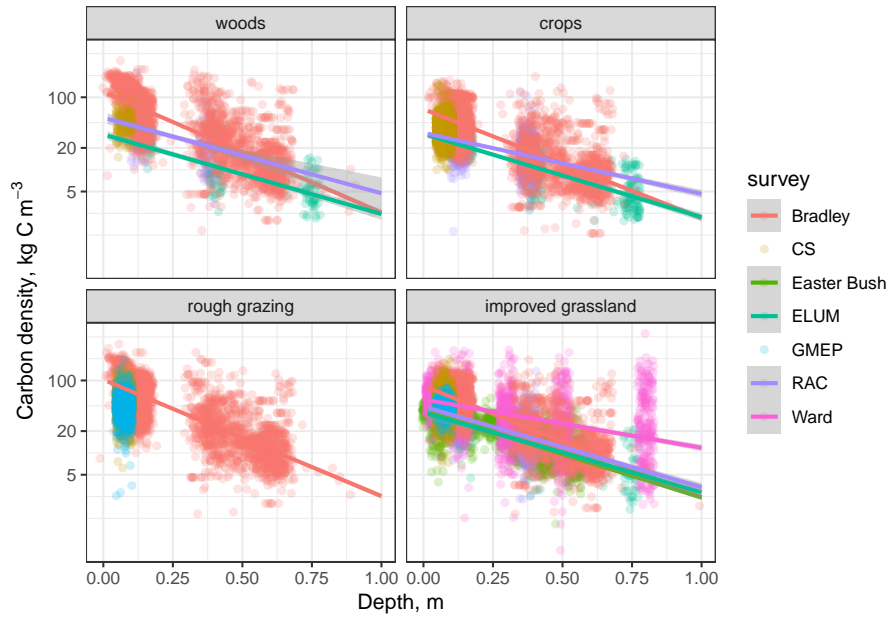 woods
crops
100
20
5
rough grazing
improved grassland
100
20
5
0.00
0.25
0.50
0.75
1.00
0.00
0.25
0.50
0.75
1.00
Depth, m
Carbon density, kg C m⁻³
survey
Bradley
CS
Easter Bush
ELUM
GMEP
RAC
Ward